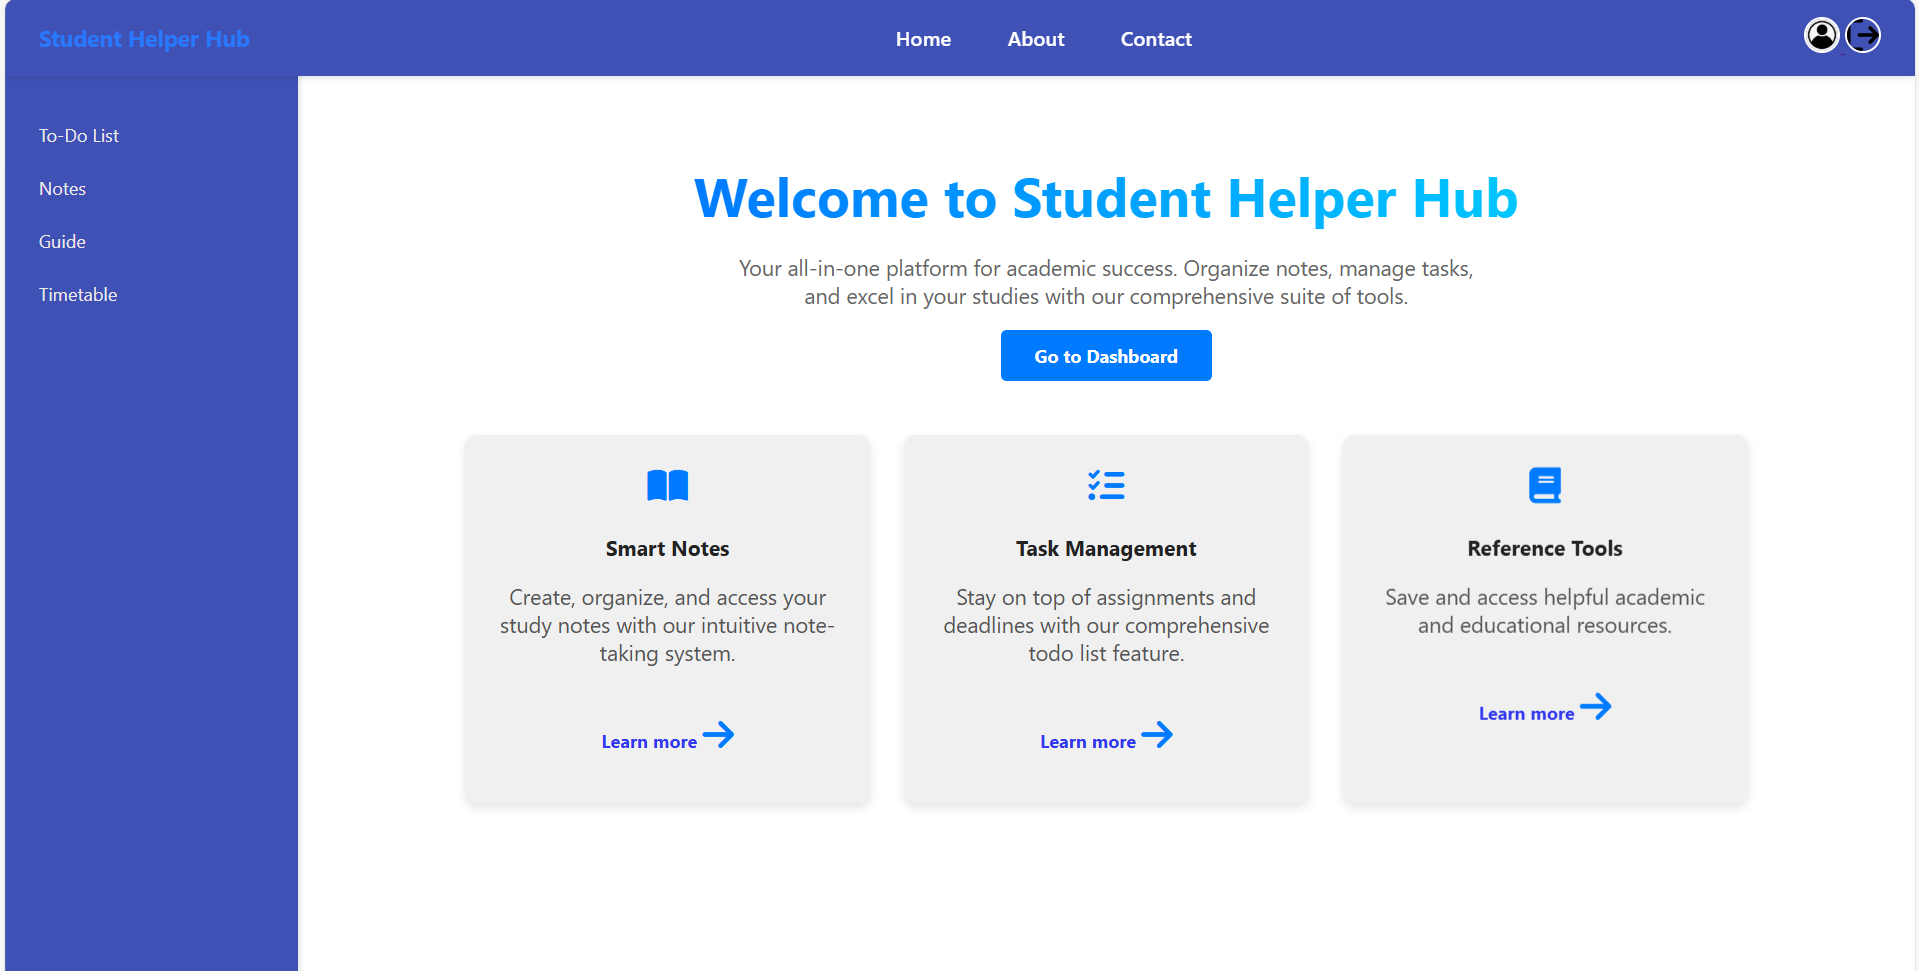 Student Helper Hub
Home
About
Contact
To-Do List
Notes
Guide
Timetable
Welcome to Student Helper Hub
Your all-in-one platform for academic success. Organize notes, manage tasks,
and excel in your studies with our comprehensive suite of tools.
Go to Dashboard
Smart Notes
Create, organize, and access your
study notes with our intuitive note-
taking system.
Learn more
Task Management
Stay on top of assignments and
deadlines with our comprehensive
todo list feature.
Learn more
Reference Tools
Save and access helpful academic
and educational resources.
Learn more